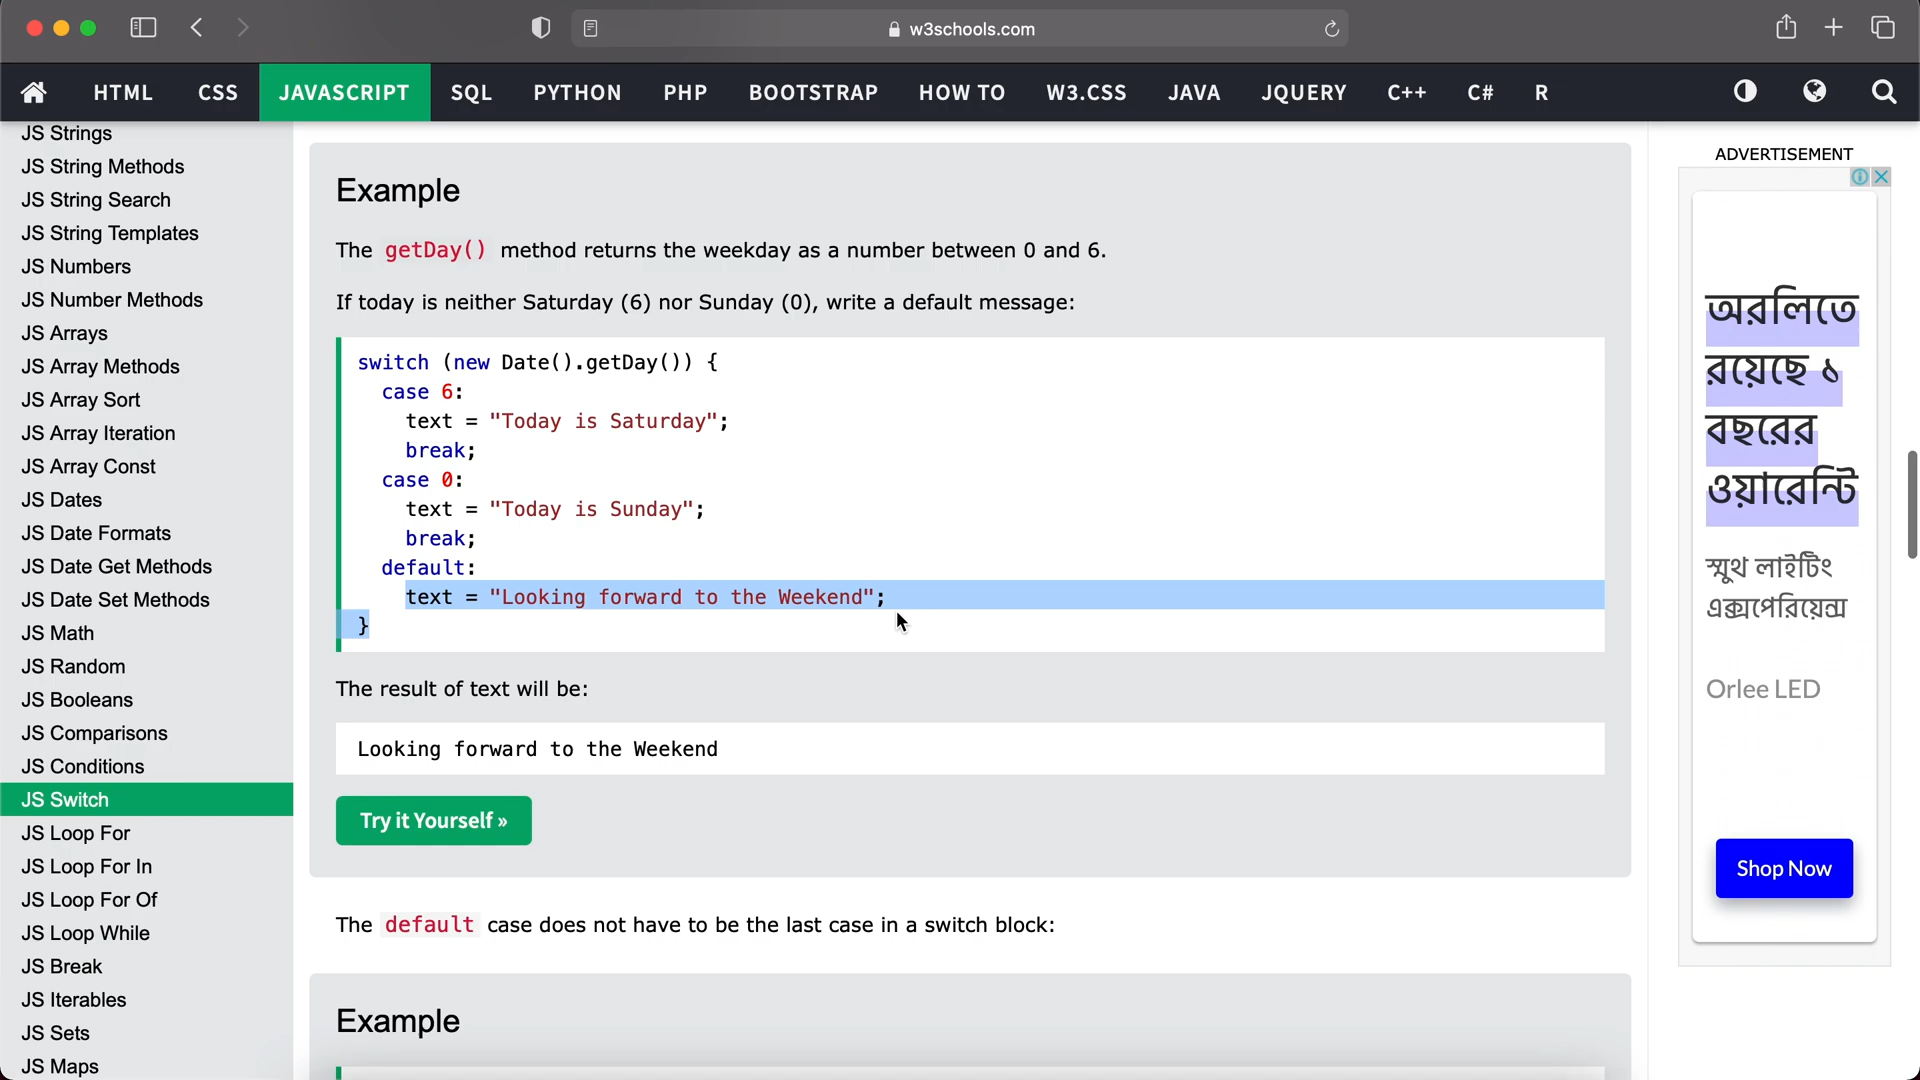 w3schools.com
HTML CSS JAVASCRIPT SQL PYTHON PHP BOOTSTRAP HOW TO W3.CSS JAVA JQUERY C++ C# R
JS Strings
JS String Methods
JS String Search
JS String Templates
JS Numbers
JS Number Methods
JS Arrays
JS Array Methods
JS Array Sort
JS Array Iteration
JS Array Const
JS Dates
JS Date Formats
JS Date Get Methods
JS Date Set Methods
JS Math
JS Random
JS Booleans
JS Comparisons
JS Conditions
JS Switch
JS Loop For
JS Loop For In
JS Loop For Of
JS Loop While
JS Break
JS Iterables
JS Sets
JS Maps
Example
The getDay() method returns the weekday as a number between 0 and 6.
If today is neither Saturday (6) nor Sunday (0), write a default message:
switch (new Date().getDay()) {
case 6:
text = "Today is Saturday";
break;
case 0:
text = "Today is Sunday";
break;
default:
text = "Looking forward to the Weekend";
}
The result of text will be:
Looking forward to the Weekend
Try it Yourself »
The default case does not have to be the last case in a switch block:
Example
ADVERTISEMENT
অরলিতে
রয়েছে ১
বছরের
ওয়ারেন্টি
স্মুথ লাইটিং
এক্সপেরিয়েন্স
Orlee LED
Shop Now